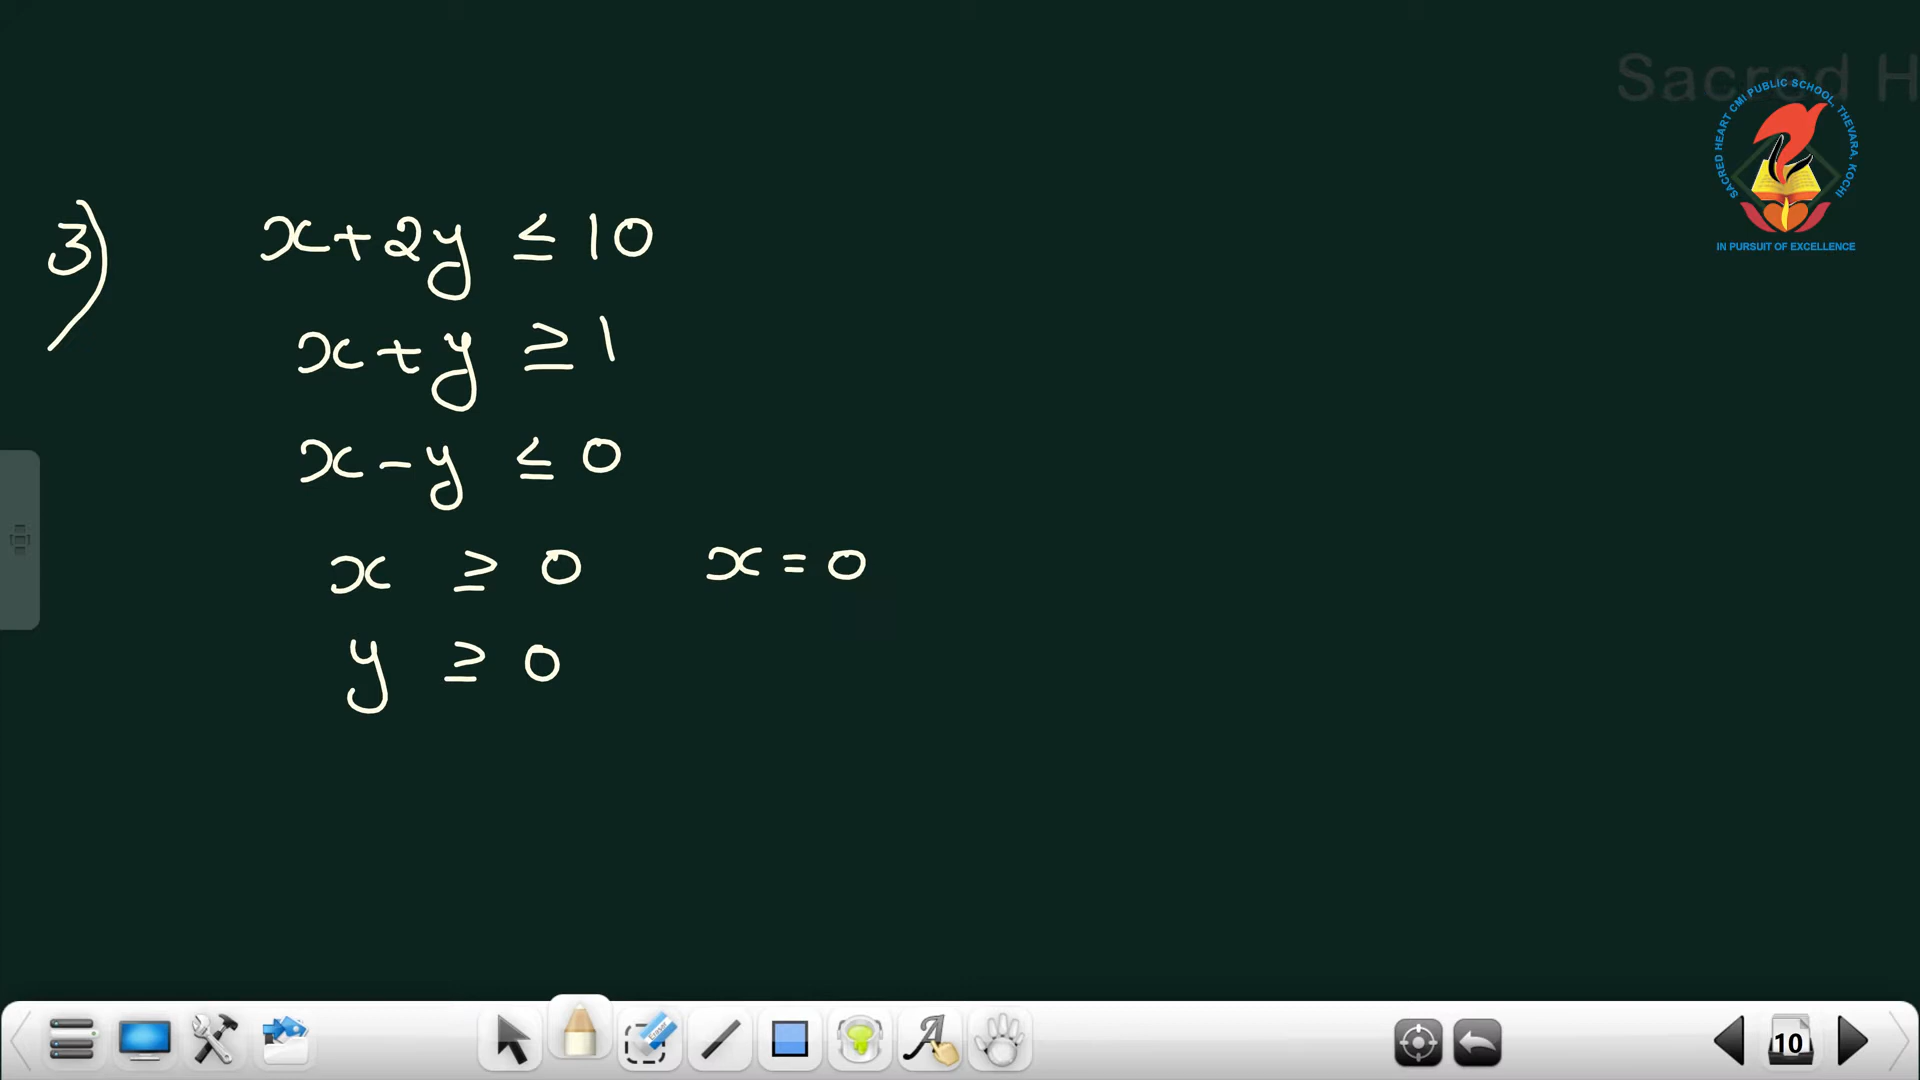 Sacred H
SACRED HEART CMI PUBLIC SCHOOL, THEVARA, KOCHI
IN PURSUIT OF EXCELLENCE
3) x+2y ≤ 10
x+y ≥ 1
x-y ≤ 0
x ≥ 0 x = 0
y ≥ 0
Eraser
A
10